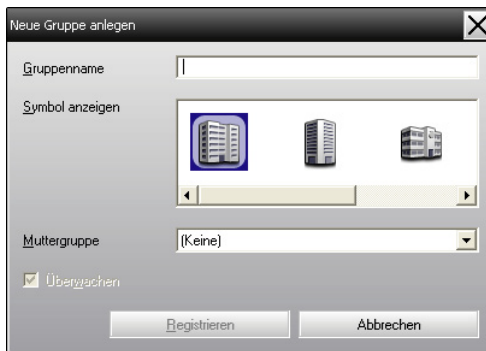 Neue Gruppe anlegen
Gruppenname
Symbol anzeigen
Muttergruppe (Keine)
Überwachen
Registrieren Abbrechen